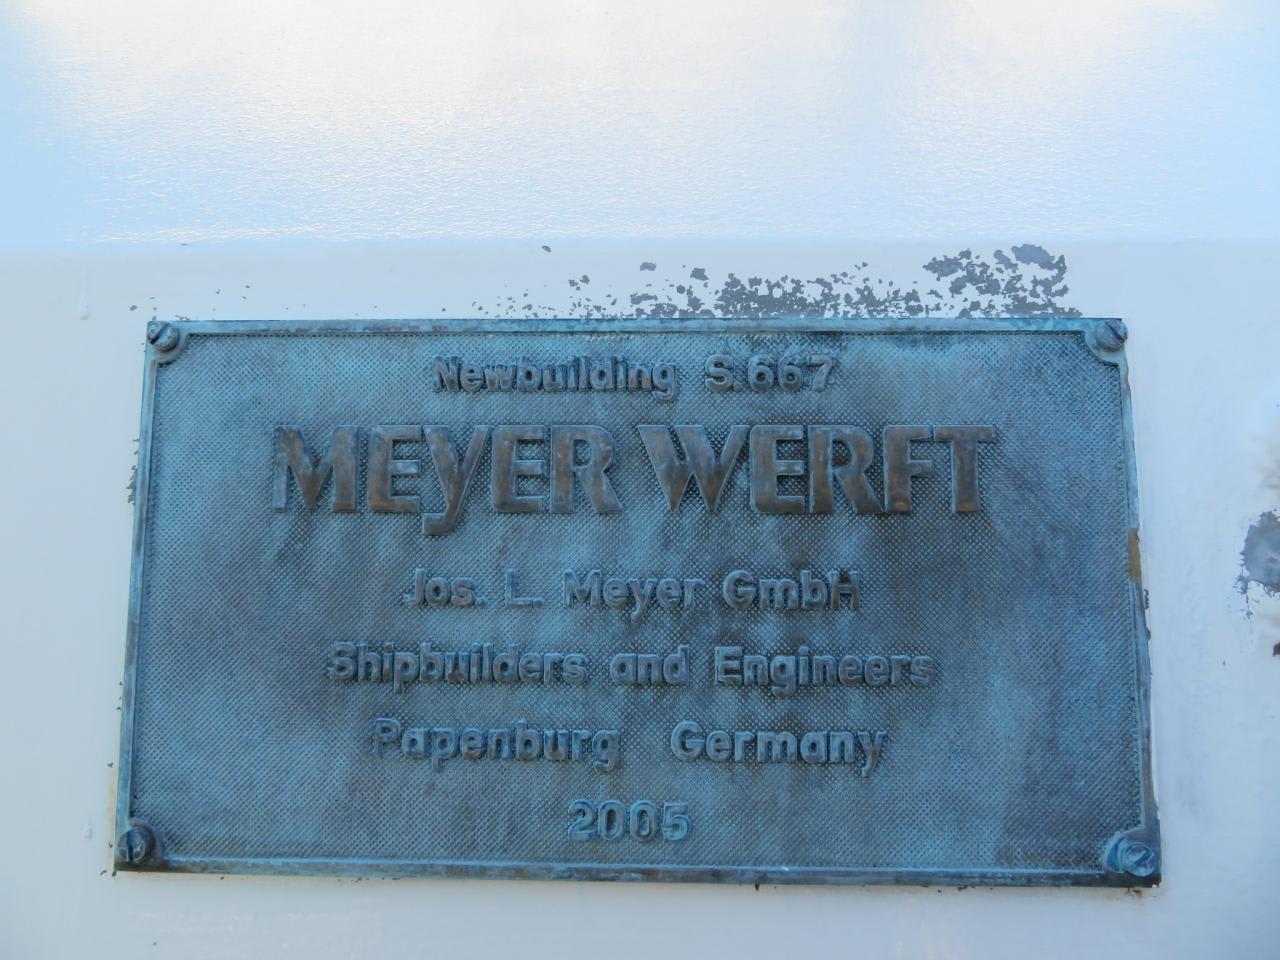 Newbuilding S.667
MEYER WERFT
Jos. L. Meyer GmbH
Shipbuilders and Engineers
Papenburg Germany
2005